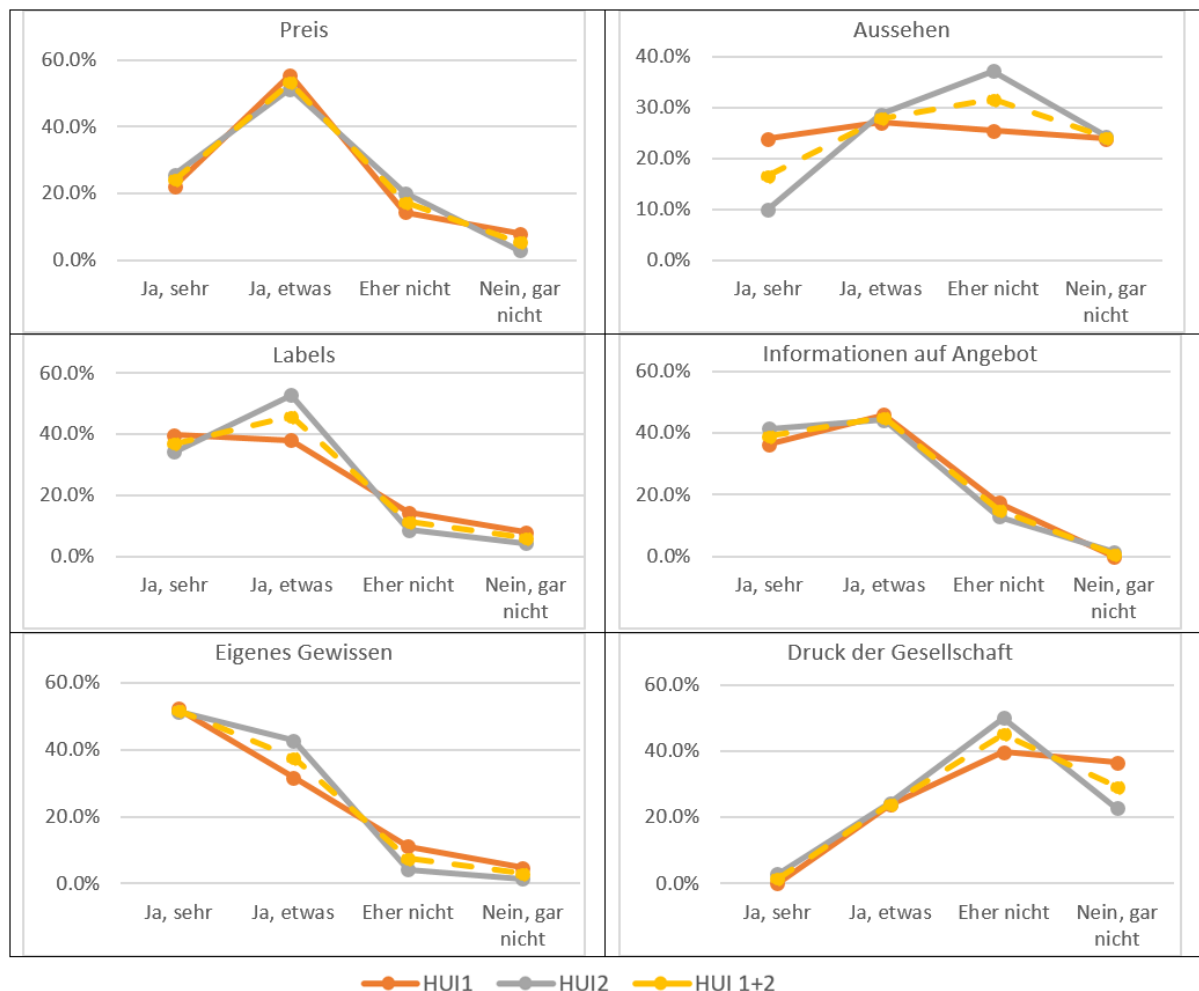 Preis
60.0%
40.0%
20.0%
0.0%
Ja, sehr
Ja, etwas
Eher nicht
Nein, gar
nicht
Aussehen
40.0%
30.0%
20.0%
10.0%
0.0%
Ja, sehr
Ja, etwas
Eher nicht
Nein, gar
nicht
Labels
60.0%
40.0%
20.0%
0.0%
Ja, sehr
Ja, etwas
Eher nicht
Nein, gar
nicht
Informationen auf Angebot
60.0%
40.0%
20.0%
0.0%
Ja, sehr
Ja, etwas
Eher nicht
Nein, gar
nicht
Eigenes Gewissen
60.0%
40.0%
20.0%
0.0%
Ja, sehr
Ja, etwas
Eher nicht
Nein, gar
nicht
Druck der Gesellschaft
60.0%
40.0%
20.0%
0.0%
Ja, sehr
Ja, etwas
Eher nicht
Nein, gar
nicht
HUI1
HUI2
HUI 1+2